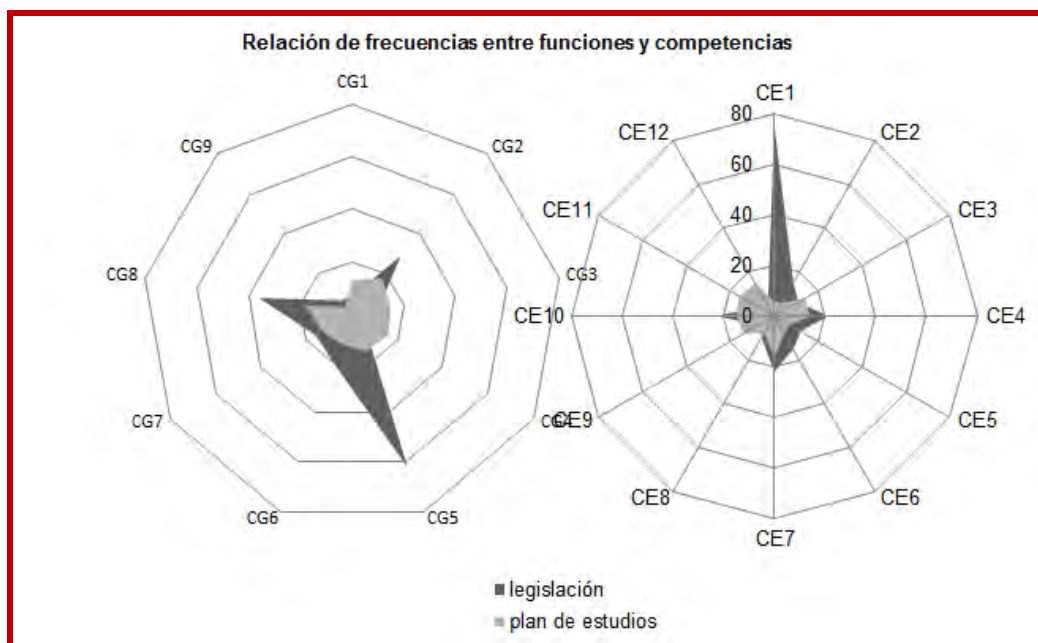 Relación de frecuencias entre funciones y competencias
CG1
CG2
CG3
CG4
CG5
CG6
CG7
CG8
CG9
CE1
CE2
CE3
CE4
CE5
CE6
CE7
CE8
CE9
CE10
CE11
CE12
80
60
40
20
0
legislación
plan de estudios